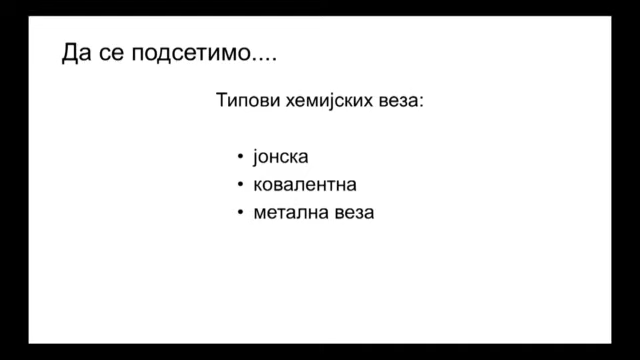 Да се подсетимо....
Типови хемијских веза:
• јонска
• ковалентна
• метална веза